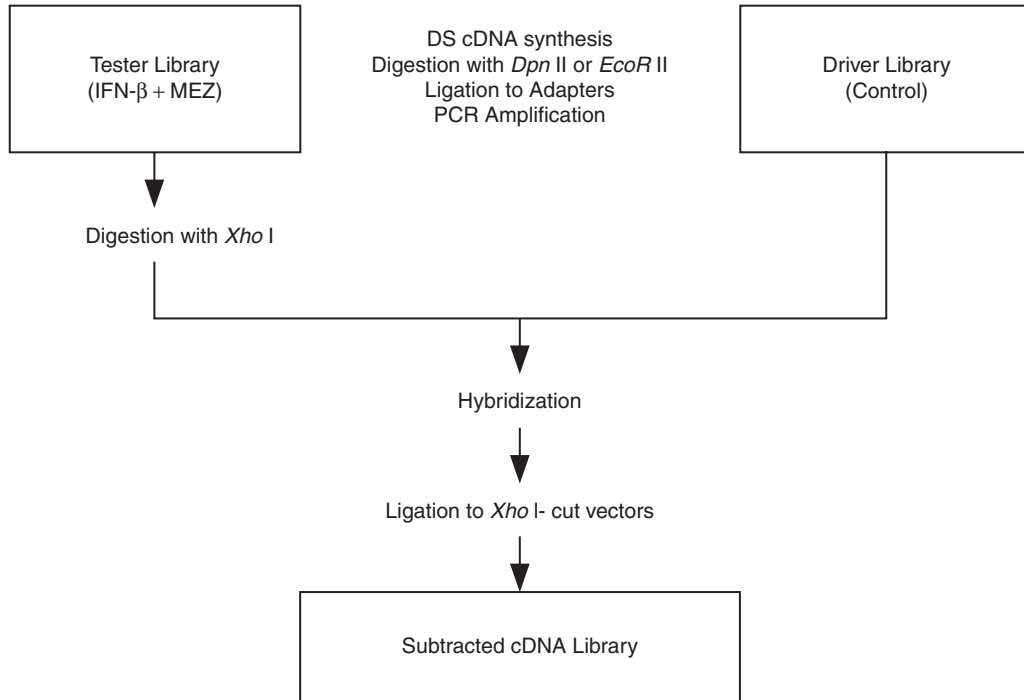 Tester Library
(IFN-β + MEZ)
DS cDNA synthesis
Digestion with Dpn II or EcoR II
Ligation to Adapters
PCR Amplification
Driver Library
(Control)
Digestion with Xho I
Hybridization
Ligation to Xho I- cut vectors
Subtracted cDNA Library